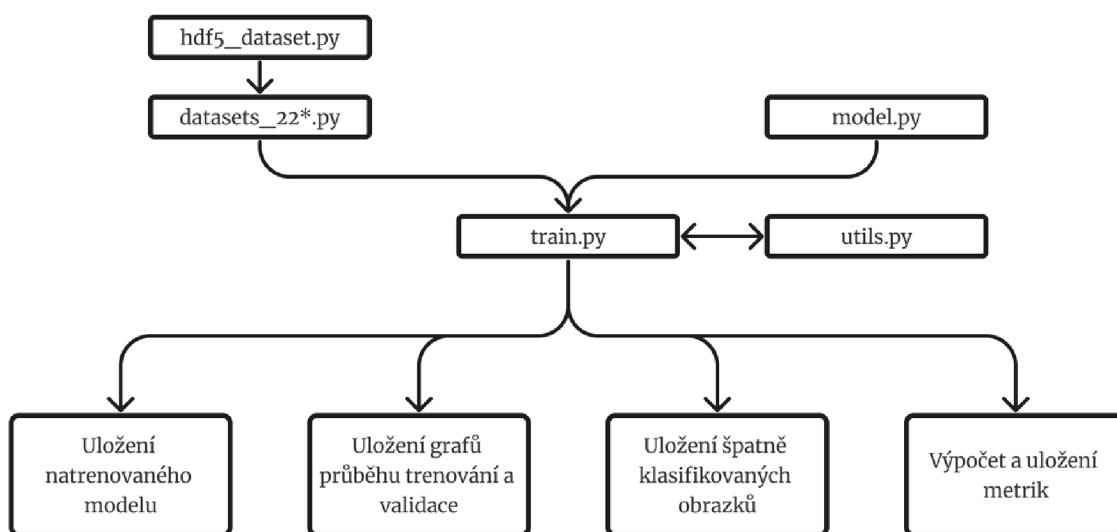 hdf5_dataset.py
datasets_22*.py
model.py
train.py
utils.py
Uložení
natrenovaného
modelu
Uložení grafů
průběhu trenování a
validace
Uložení špatně
klasifikovaných
obrazků
Výpočet a uložení
metrik